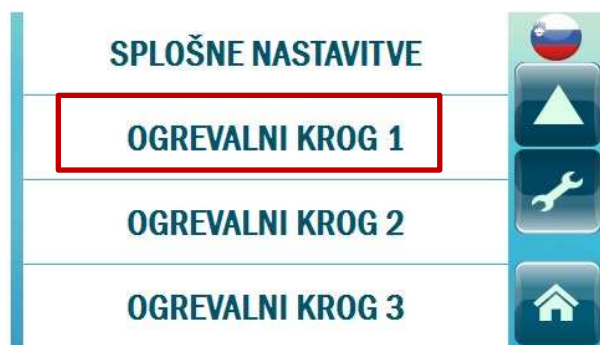 SPLOŠNE NASTAVITVE
OGREVALNI KROG 1
OGREVALNI KROG 2
OGREVALNI KROG 3